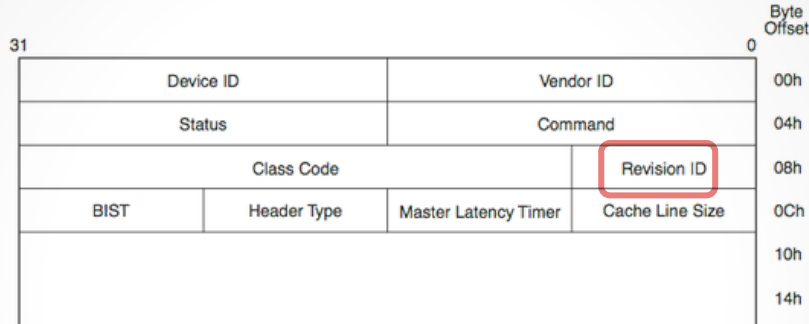 Byte
Offset
31 0
Device ID Vendor ID 00h
Status Command 04h
Class Code Revision ID 08h
BIST Header Type Master Latency Timer Cache Line Size 0Ch
10h
14h